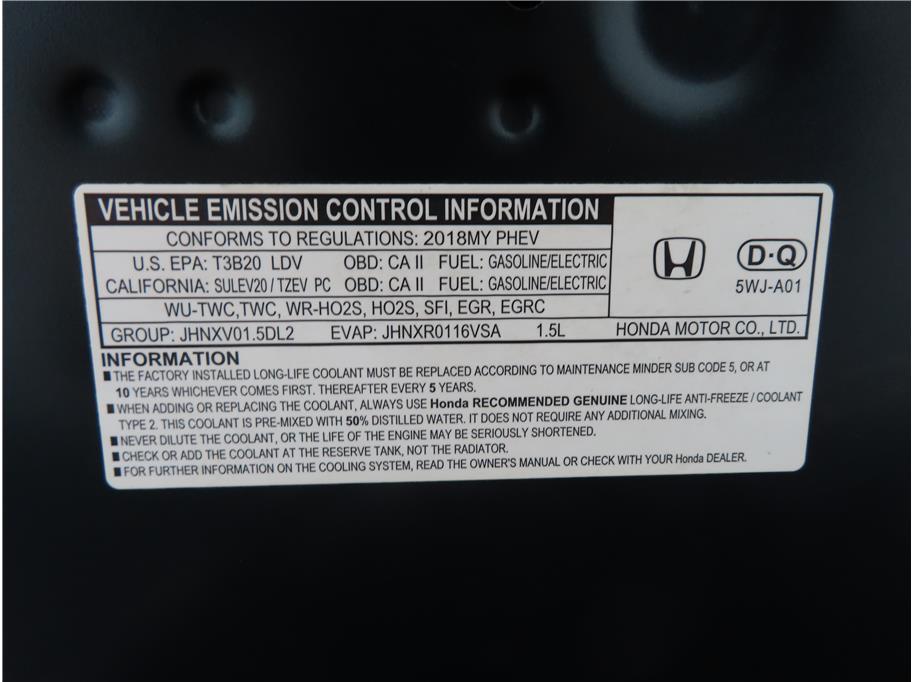 VEHICLE EMISSION CONTROL INFORMATION
CONFORMS TO REGULATIONS: 2018MY PHEV
U.S. EPA: T3B20 LDV OBD: CA II FUEL: GASOLINE/ELECTRIC
CALIFORNIA: SULEV20 / TZEV PC OBD: CA II FUEL: GASOLINE/ELECTRIC
WU-TWC,TWC, WR-HO2S, HO2S, SFI, EGR, EGRC
D·Q
5WJ-A01
GROUP: JHNXV01.5DL2 EVAP: JHNXR0116VSA 1.5L HONDA MOTOR CO., LTD.
INFORMATION
■ THE FACTORY INSTALLED LONG-LIFE COOLANT MUST BE REPLACED ACCORDING TO MAINTENANCE MINDER SUB CODE 5, OR AT
10 YEARS WHICHEVER COMES FIRST. THEREAFTER EVERY 5 YEARS.
■ WHEN ADDING OR REPLACING THE COOLANT, ALWAYS USE Honda RECOMMENDED GENUINE LONG-LIFE ANTI-FREEZE / COOLANT
TYPE 2. THIS COOLANT IS PRE-MIXED WITH 50% DISTILLED WATER. IT DOES NOT REQUIRE ANY ADDITIONAL MIXING.
■ NEVER DILUTE THE COOLANT, OR THE LIFE OF THE ENGINE MAY BE SERIOUSLY SHORTENED.
■ CHECK OR ADD THE COOLANT AT THE RESERVE TANK, NOT THE RADIATOR.
■ FOR FURTHER INFORMATION ON THE COOLING SYSTEM, READ THE OWNER'S MANUAL OR CHECK WITH YOUR Honda DEALER.